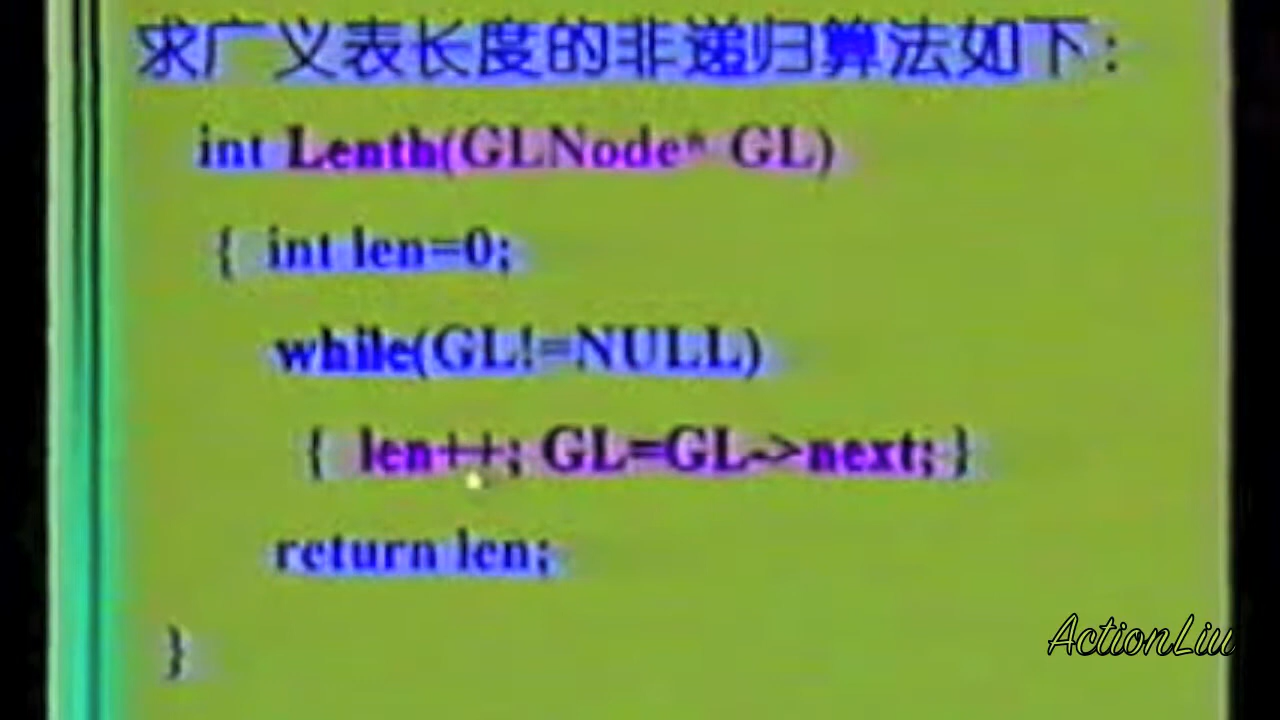 求广义表长度的非递归算法如下：
int Lenth(GLNode* GL)
{ int len=0;
while(GL!=NULL)
{ len++; GL=GL->next; }
return len;
}
ActionLiu